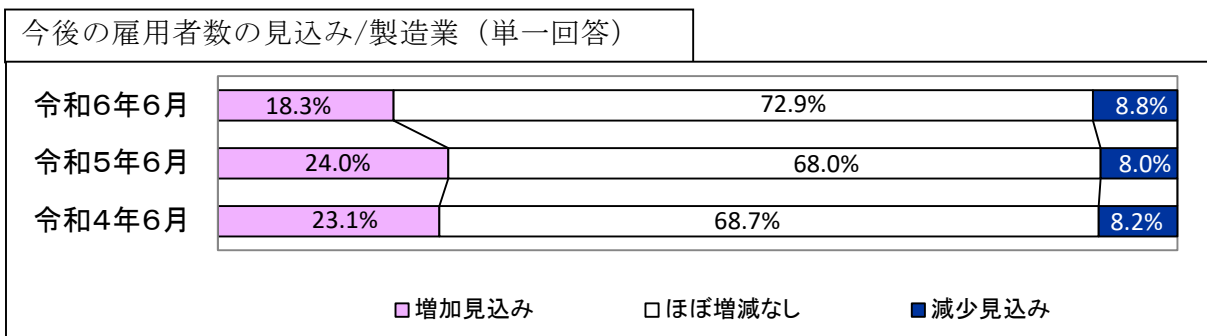 今後の雇用者数の見込み/製造業（単一回答）
令和6年6月 18.3% 72.9% 8.8%
令和5年6月 24.0% 68.0% 8.0%
令和4年6月 23.1% 68.7% 8.2%
増加見込み ほぼ増減なし 減少見込み